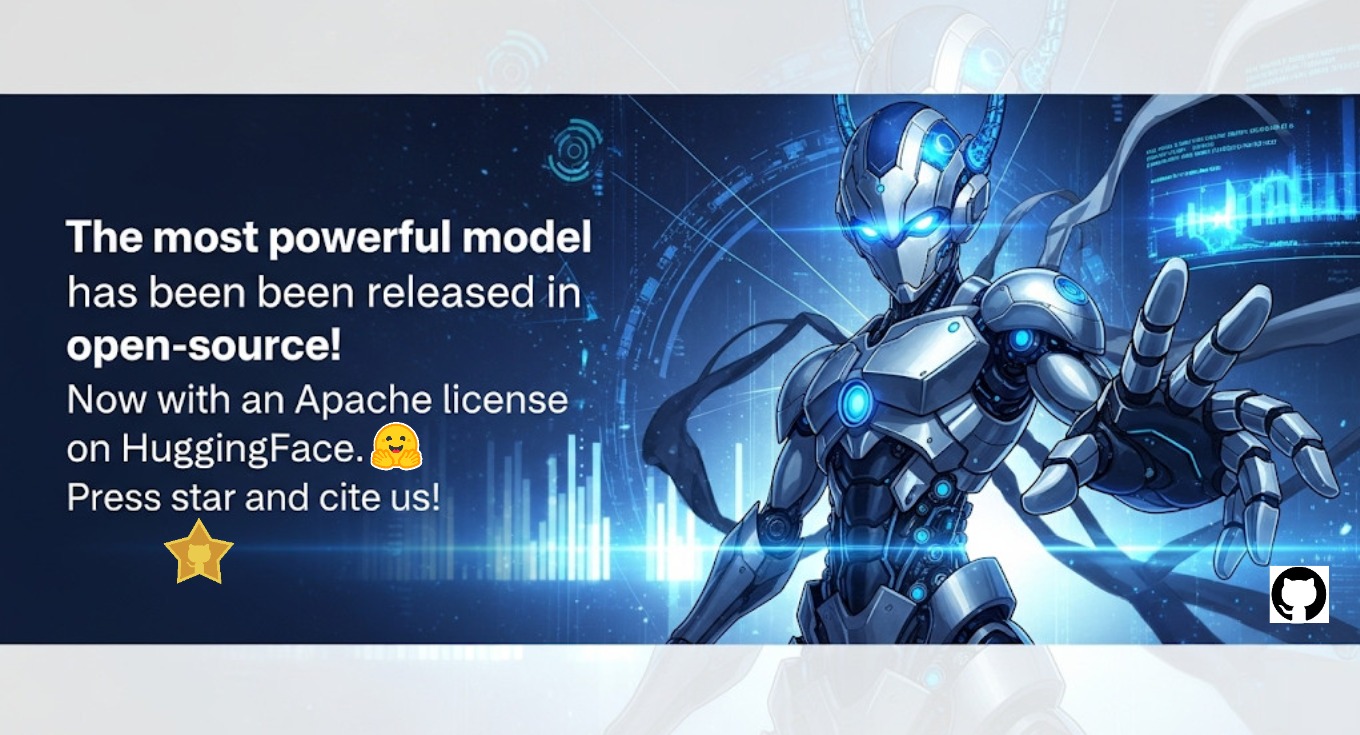 The most powerful model
has been been released in
open-source!
Now with an Apache license
on HuggingFace.
Press star and cite us!